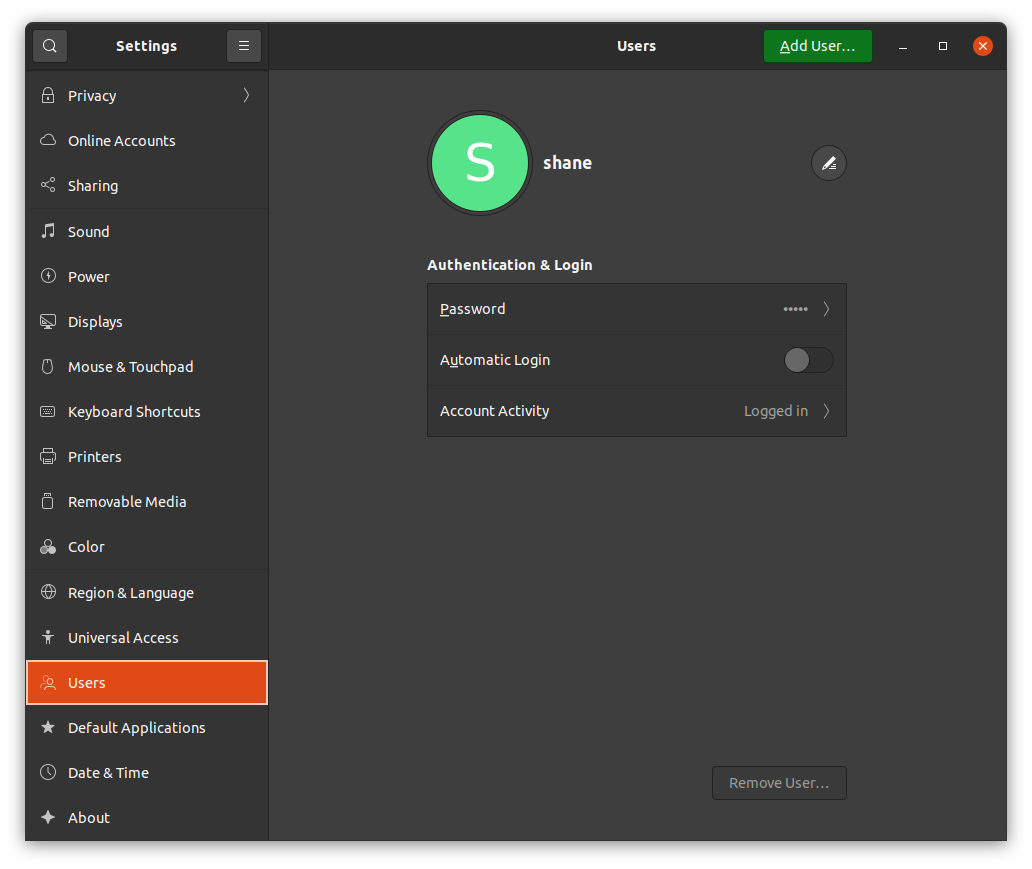 Settings
Users
Add User...
Privacy
Online Accounts
Sharing
Sound
Power
Displays
Mouse & Touchpad
Keyboard Shortcuts
Printers
Removable Media
Color
Region & Language
Universal Access
Users
Default Applications
Date & Time
About
S
shane
Authentication & Login
Password •••••
Automatic Login
Account Activity Logged in
Remove User...